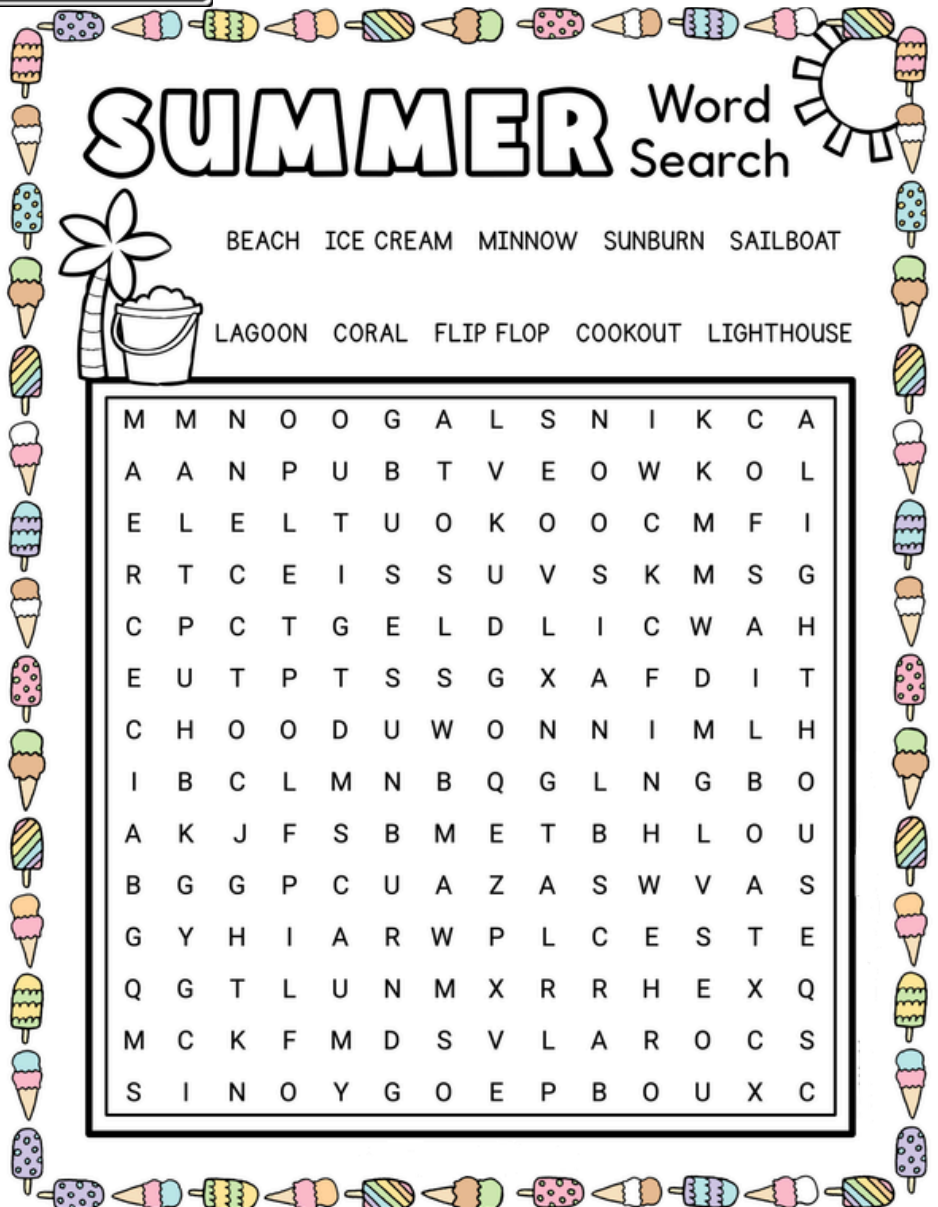 SUMMER Word
Search
BEACH ICE CREAM MINNOW SUNBURN SAILBOAT
LAGOON CORAL FLIP FLOP COOKOUT LIGHTHOUSE
M M N O O G A L S N I K C A
A A N P U B T V E O W K O L
E L E L T U O K O O C M F I
R T C E I S S U V S K M S G
C P C T G E L D L I C W A H
E U T P T S S G X A F D I T
C H O O D U W O N N I M L H
I B C L M N B Q G L N G B O
A K J F S B M E T B H L O U
B G G P C U A Z A S W V A S
G Y H I A R W P L C E S T E
Q G T L U N M X R R H E X Q
M C K F M D S V L A R O C S
S I N O Y G O E P B O U X C